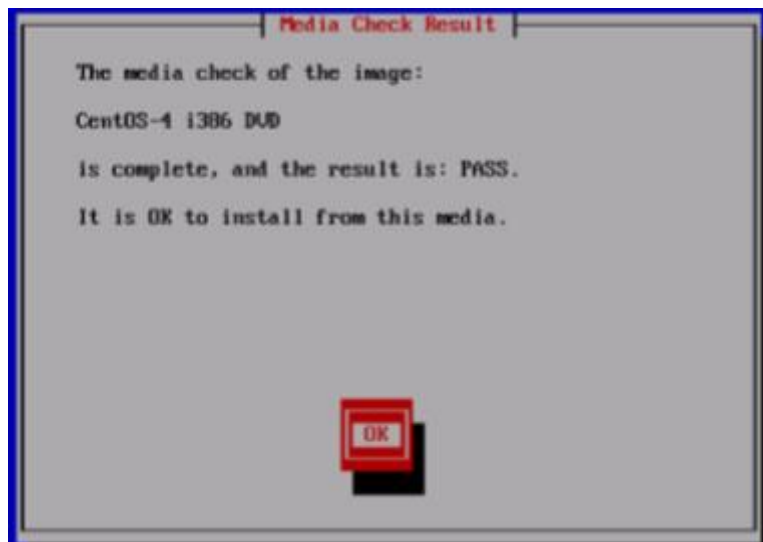 Media Check Result
The media check of the image:
CentOS-4 i386 DVD
is complete, and the result is: PASS.
It is OK to install from this media.
OK